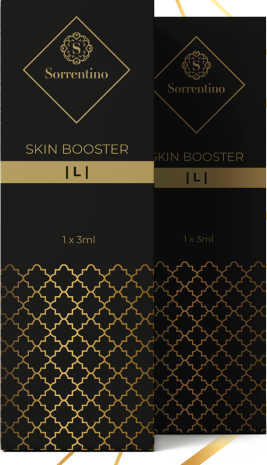 S
Sorrentino
SKIN BOOSTER
|L|
1 x 3ml
S
Sorrentino
SKIN BOOSTER
|L|
1 x 3ml